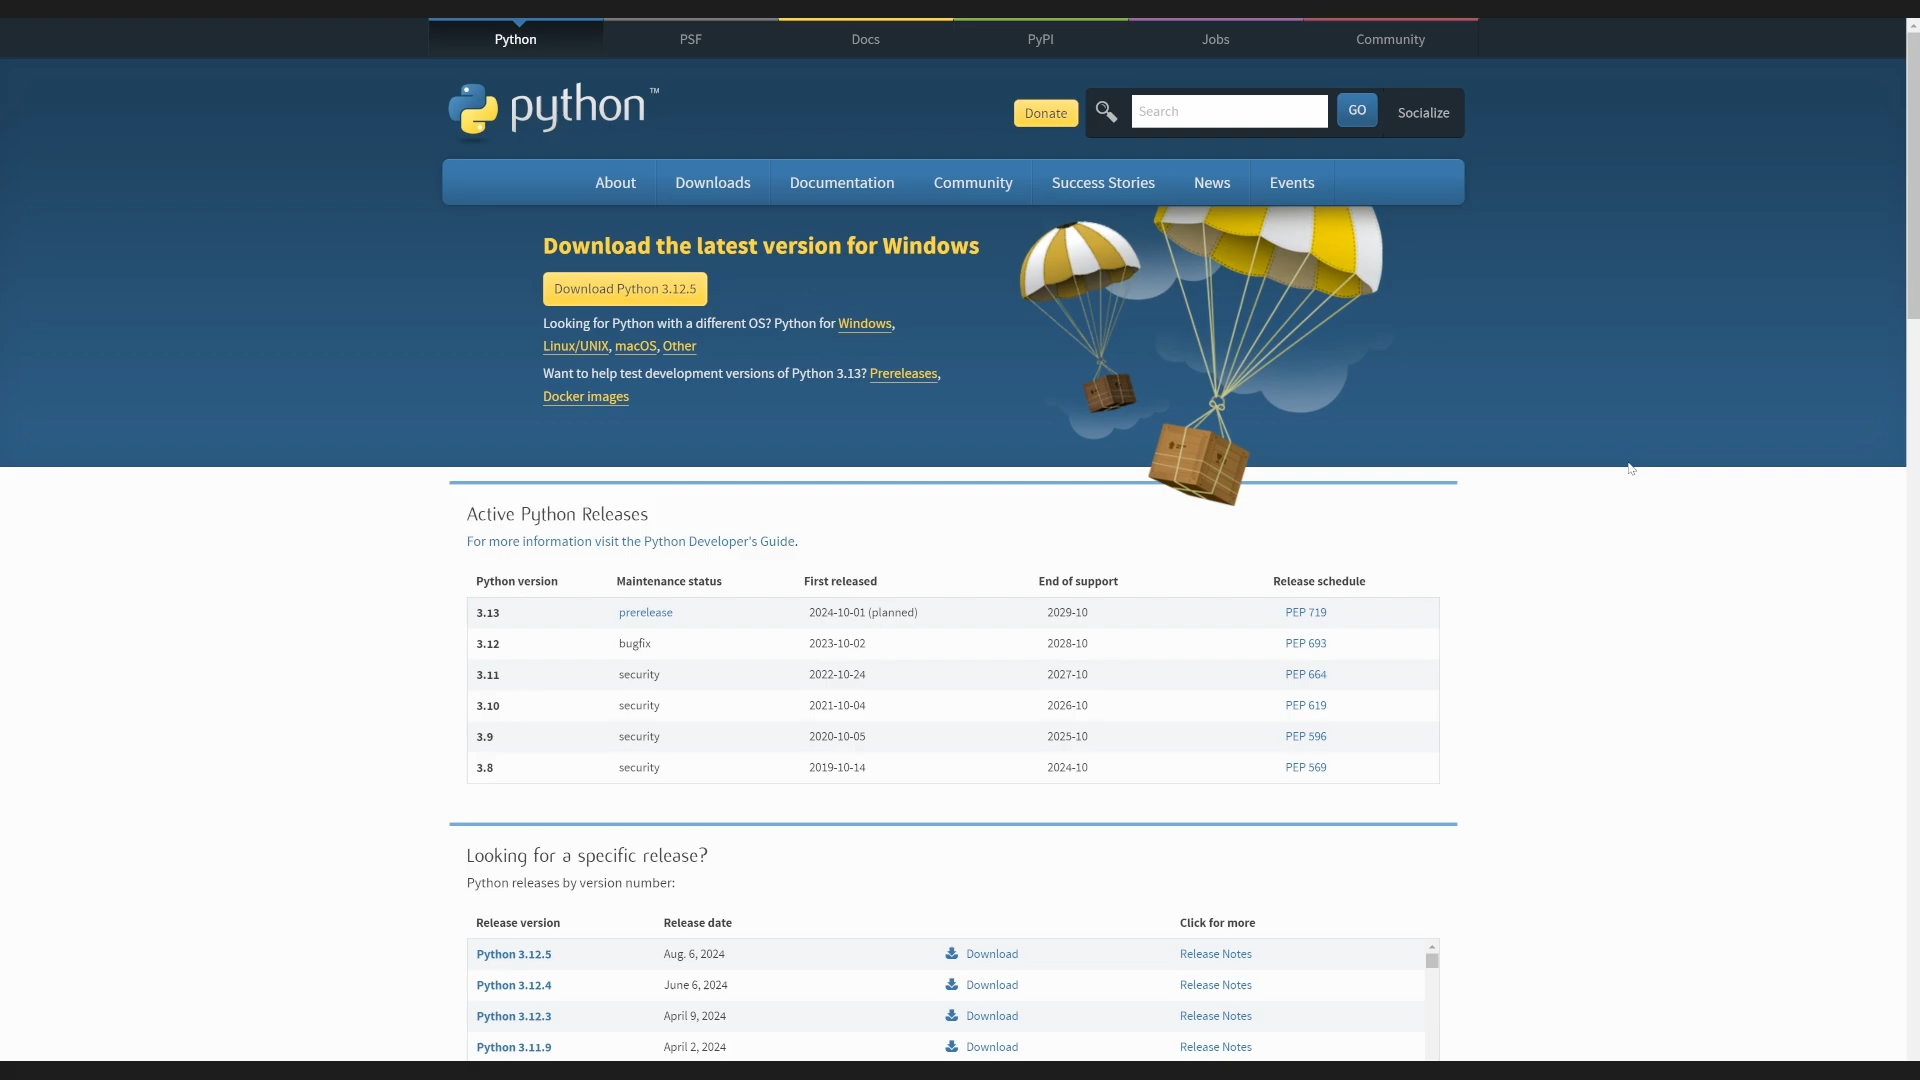 Python PSF Docs PyPI Jobs Community
python™
Donate Search GO Socialize
About Downloads Documentation Community Success Stories News Events
Download the latest version for Windows
Download Python 3.12.5
Looking for Python with a different OS? Python for Windows,
Linux/UNIX, macOS, Other
Want to help test development versions of Python 3.13? Prereleases,
Docker images
Active Python Releases
For more information visit the Python Developer's Guide.
Python version Maintenance status First released End of support Release schedule
3.13 prerelease 2024-10-01 (planned) 2029-10 PEP 719
3.12 bugfix 2023-10-02 2028-10 PEP 693
3.11 security 2022-10-24 2027-10 PEP 664
3.10 security 2021-10-04 2026-10 PEP 619
3.9 security 2020-10-05 2025-10 PEP 596
3.8 security 2019-10-14 2024-10 PEP 569
Looking for a specific release?
Python releases by version number:
Release version Release date Click for more
Python 3.12.5 Aug. 6, 2024 Download Release Notes
Python 3.12.4 June 6, 2024 Download Release Notes
Python 3.12.3 April 9, 2024 Download Release Notes
Python 3.11.9 April 2, 2024 Download Release Notes